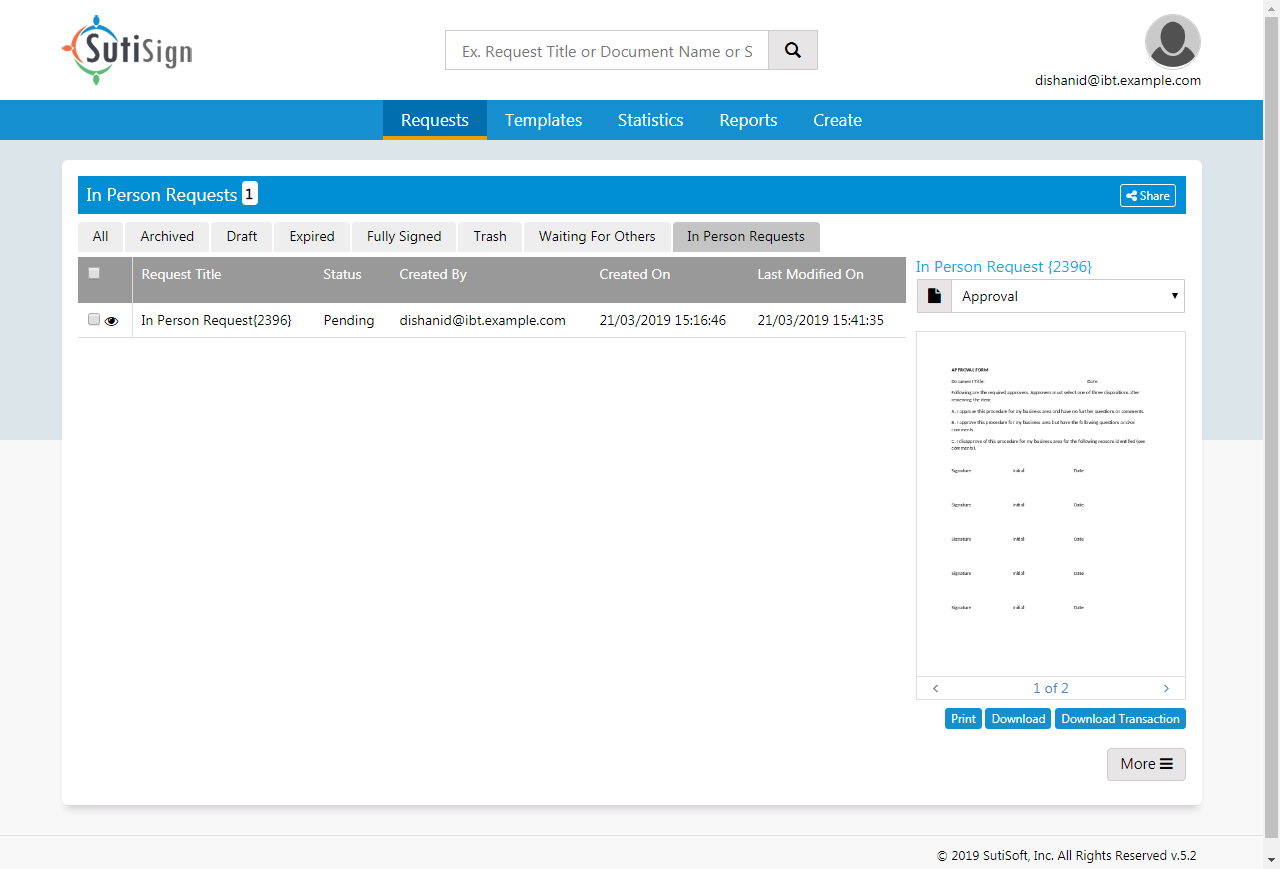 SutiSign
Ex. Request Title or Document Name or S
dishanid@ibt.example.com
Requests Templates Statistics Reports Create
In Person Requests 1
Share
All Archived Draft Expired Fully Signed Trash Waiting For Others In Person Requests
Request Title Status Created By Created On Last Modified On
In Person Request{2396} Pending dishanid@ibt.example.com 21/03/2019 15:16:46 21/03/2019 15:41:35
In Person Request {2396}
Approval
APPROVAL FORM
Document Title: Date:
Following are the required approvers. Approvers must select one of three dispositions after
reviewing the item:
A. I approve this procedure for my business area and have no further questions or comments.
B. I approve this procedure for my business area but have the following questions and/or
comments.
C. I disapprove of this procedure for my business area for the following reasons identified (see
comments).
Signature Initial Date
Signature Initial Date
Signature Initial Date
Signature Initial Date
Signature Initial Date
1 of 2
Print Download Download Transaction
More
© 2019 SutiSoft, Inc. All Rights Reserved v.5.2